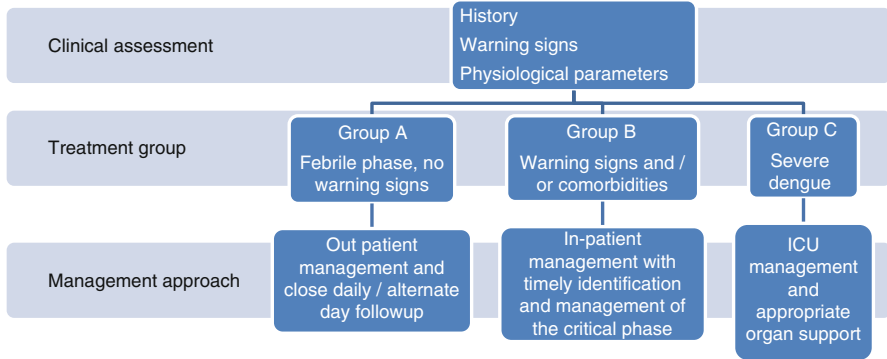 Clinical assessment
History
Warning signs
Physiological parameters
Treatment group
Group A
Febrile phase, no
warning signs
Group B
Warning signs and /
or comorbidities
Group C
Severe
dengue
Management approach
Out patient
management and
close daily / alternate
day followup
In-patient
management with
timely identification
and management of
the critical phase
ICU
management
and
appropriate
organ support